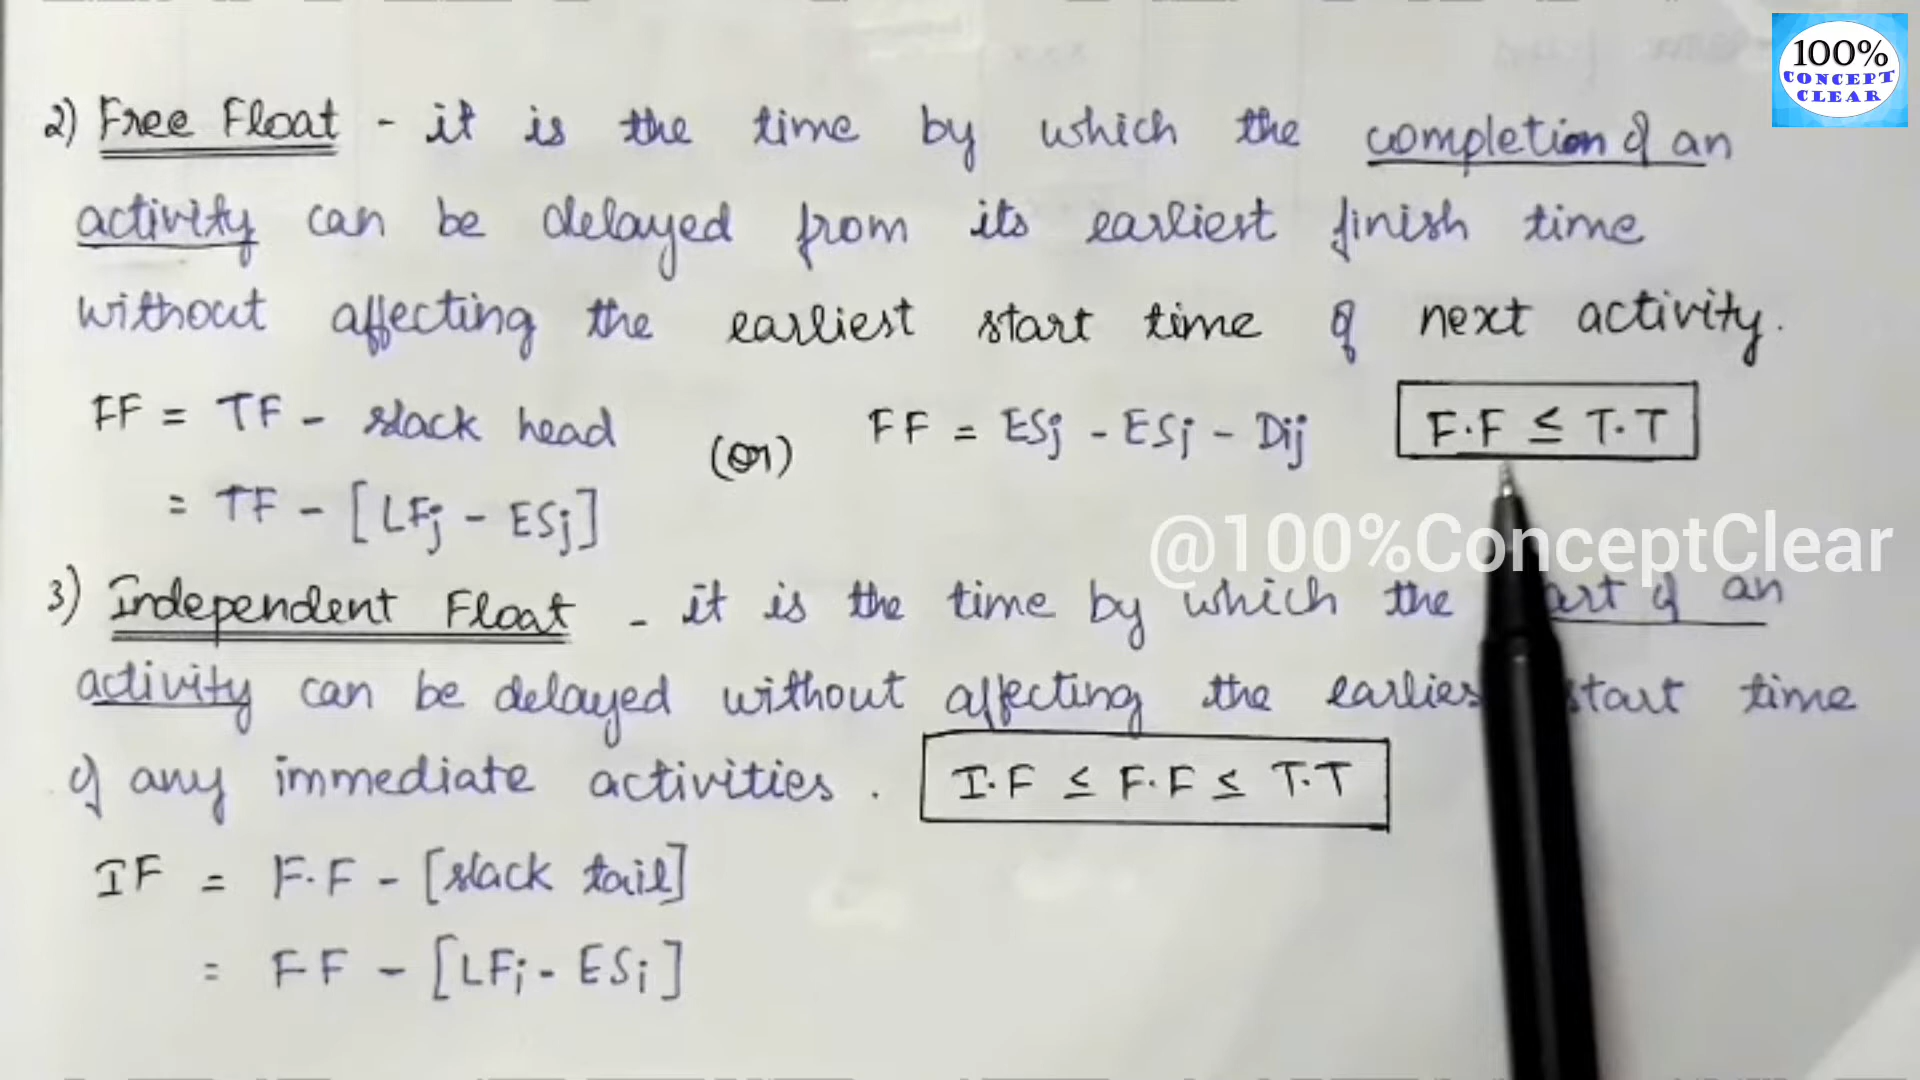 100%
CONCEPT
CLEAR
2) Free Float - it is the time by which the completion of an
activity can be delayed from its earliest finish time
without affecting the earliest start time of next activity.
FF = TF - slack head (or) FF = ESj - ESj - Dij F.F ≤ T.T
= TF - [LFj - ESj]
@100%ConceptClear
3) Independent Float - it is the time by which the art of an
activity can be delayed without affecting the earlies start time
of any immediate activities. I.F ≤ F.F ≤ T.T
IF = F.F - [slack tail]
= FF - [LFi - ESi]